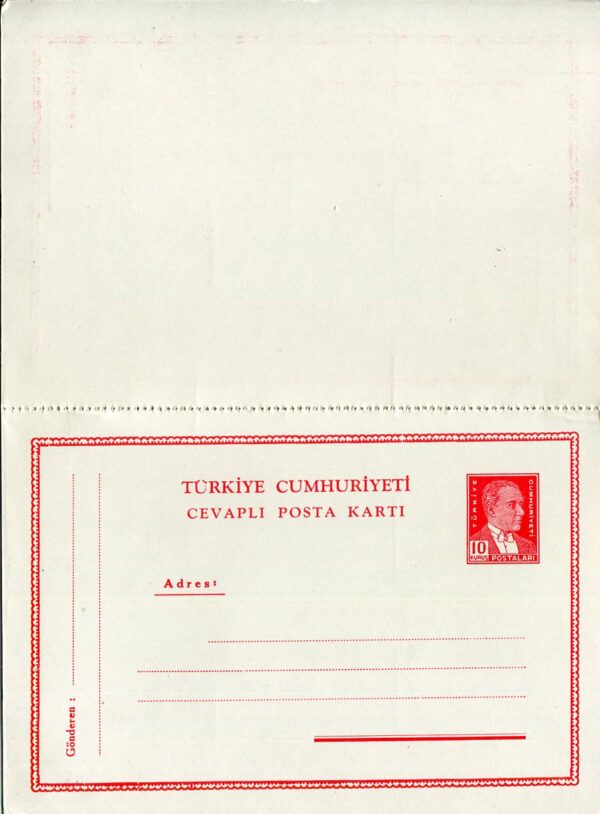 TÜRKİYE CUMHURİYETİ
CEVAPLI POSTA KARTI
TÜRKİYE
CUMHURİYETİ
10
KURUŞ
POSTALARI
Adres:
Gönderen :